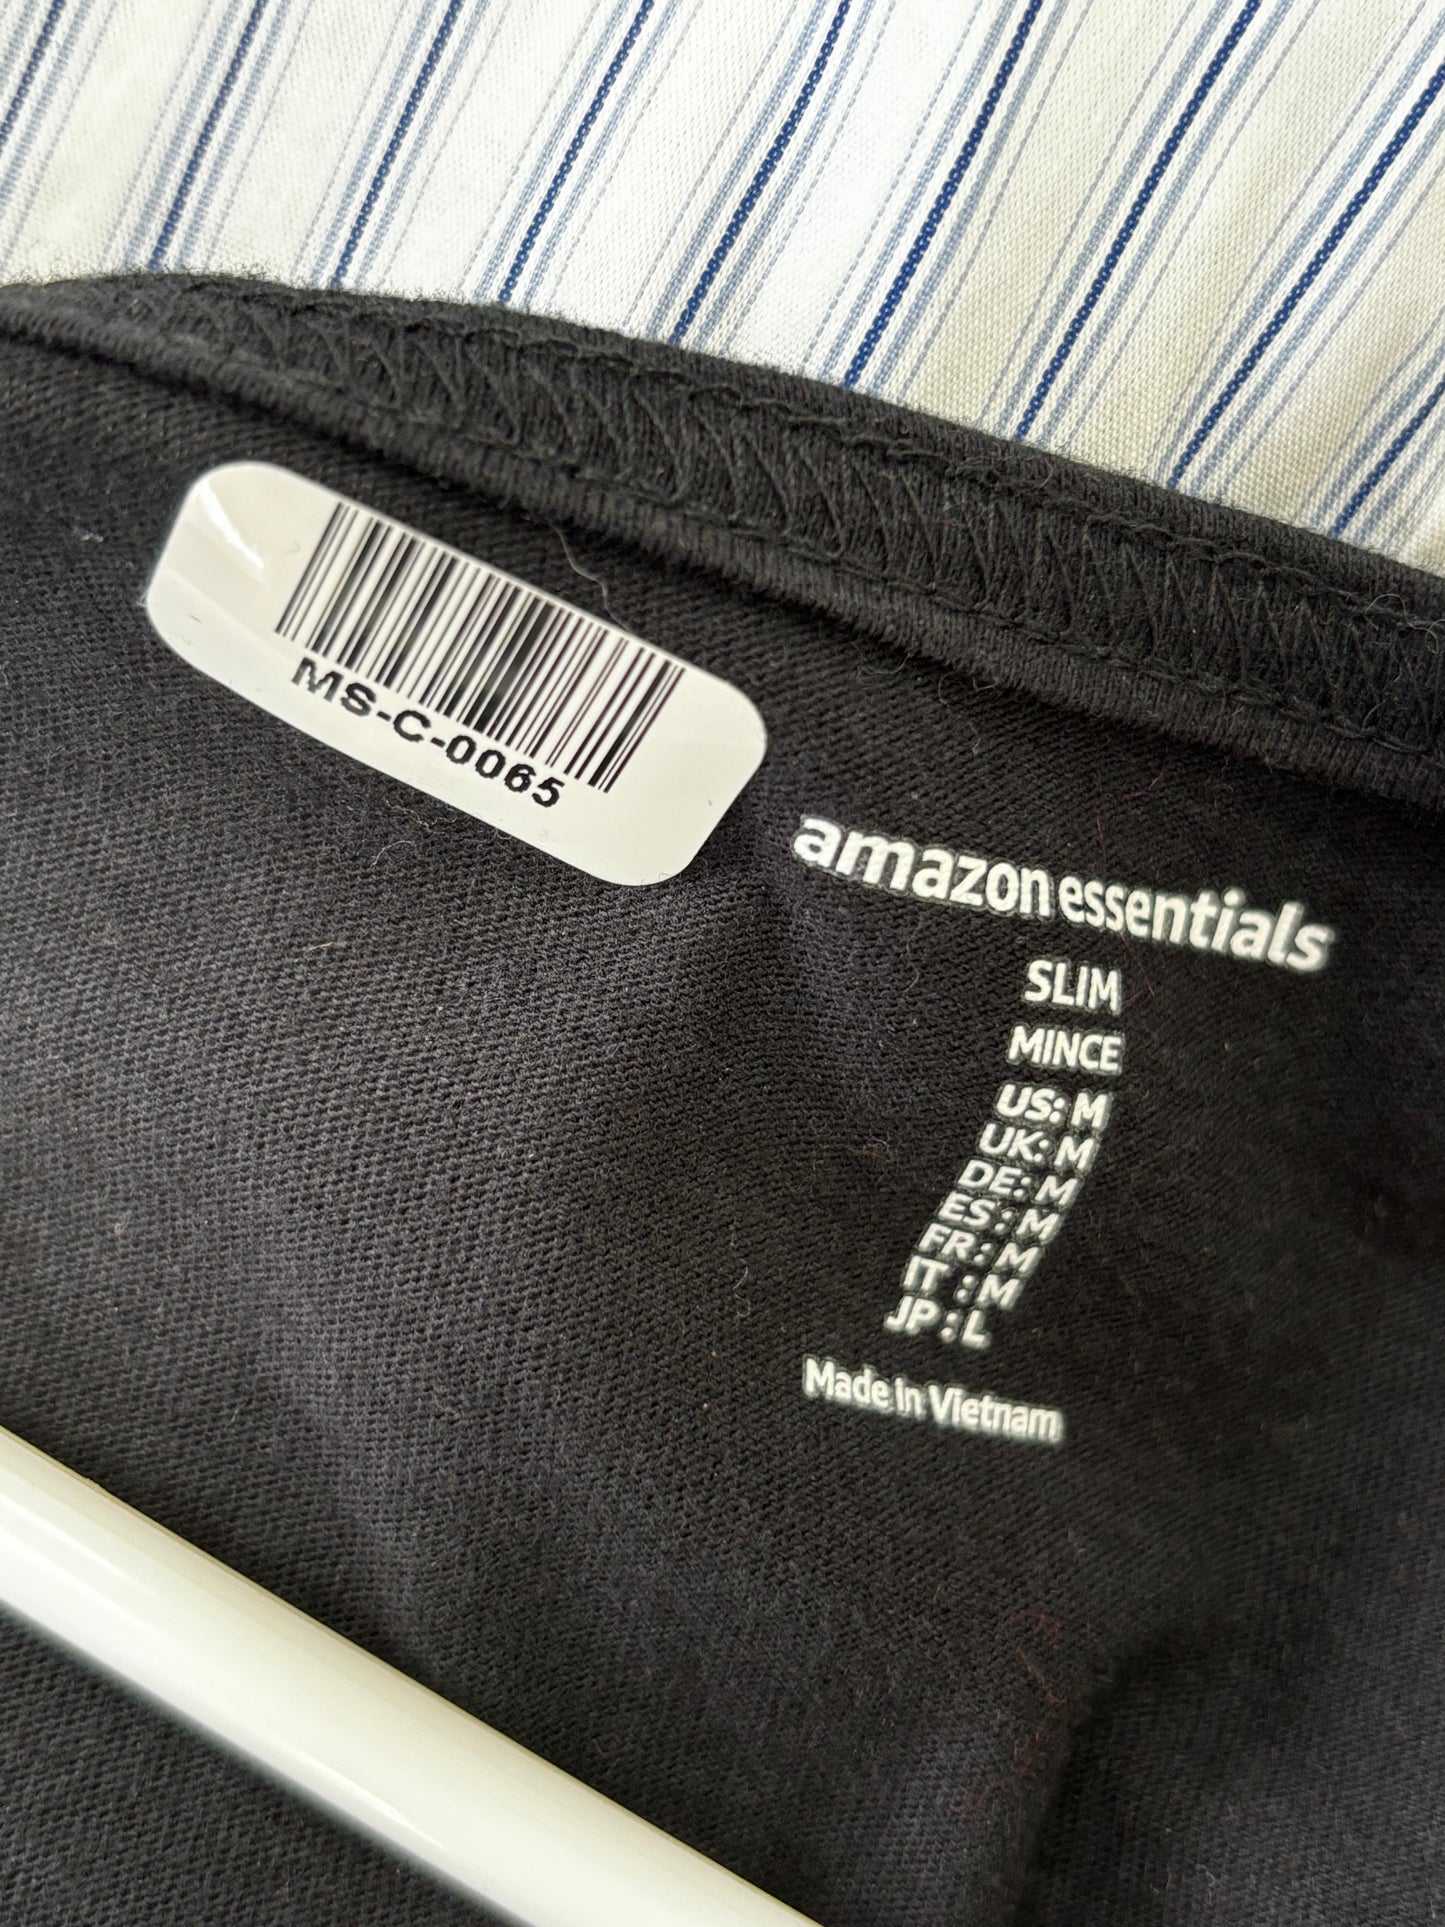 MS-C-0065
amazon essentials
SLIM
MINCE
US: M
UK: M
DE: M
ES: M
FR: M
IT : M
JP : L
Made in Vietnam